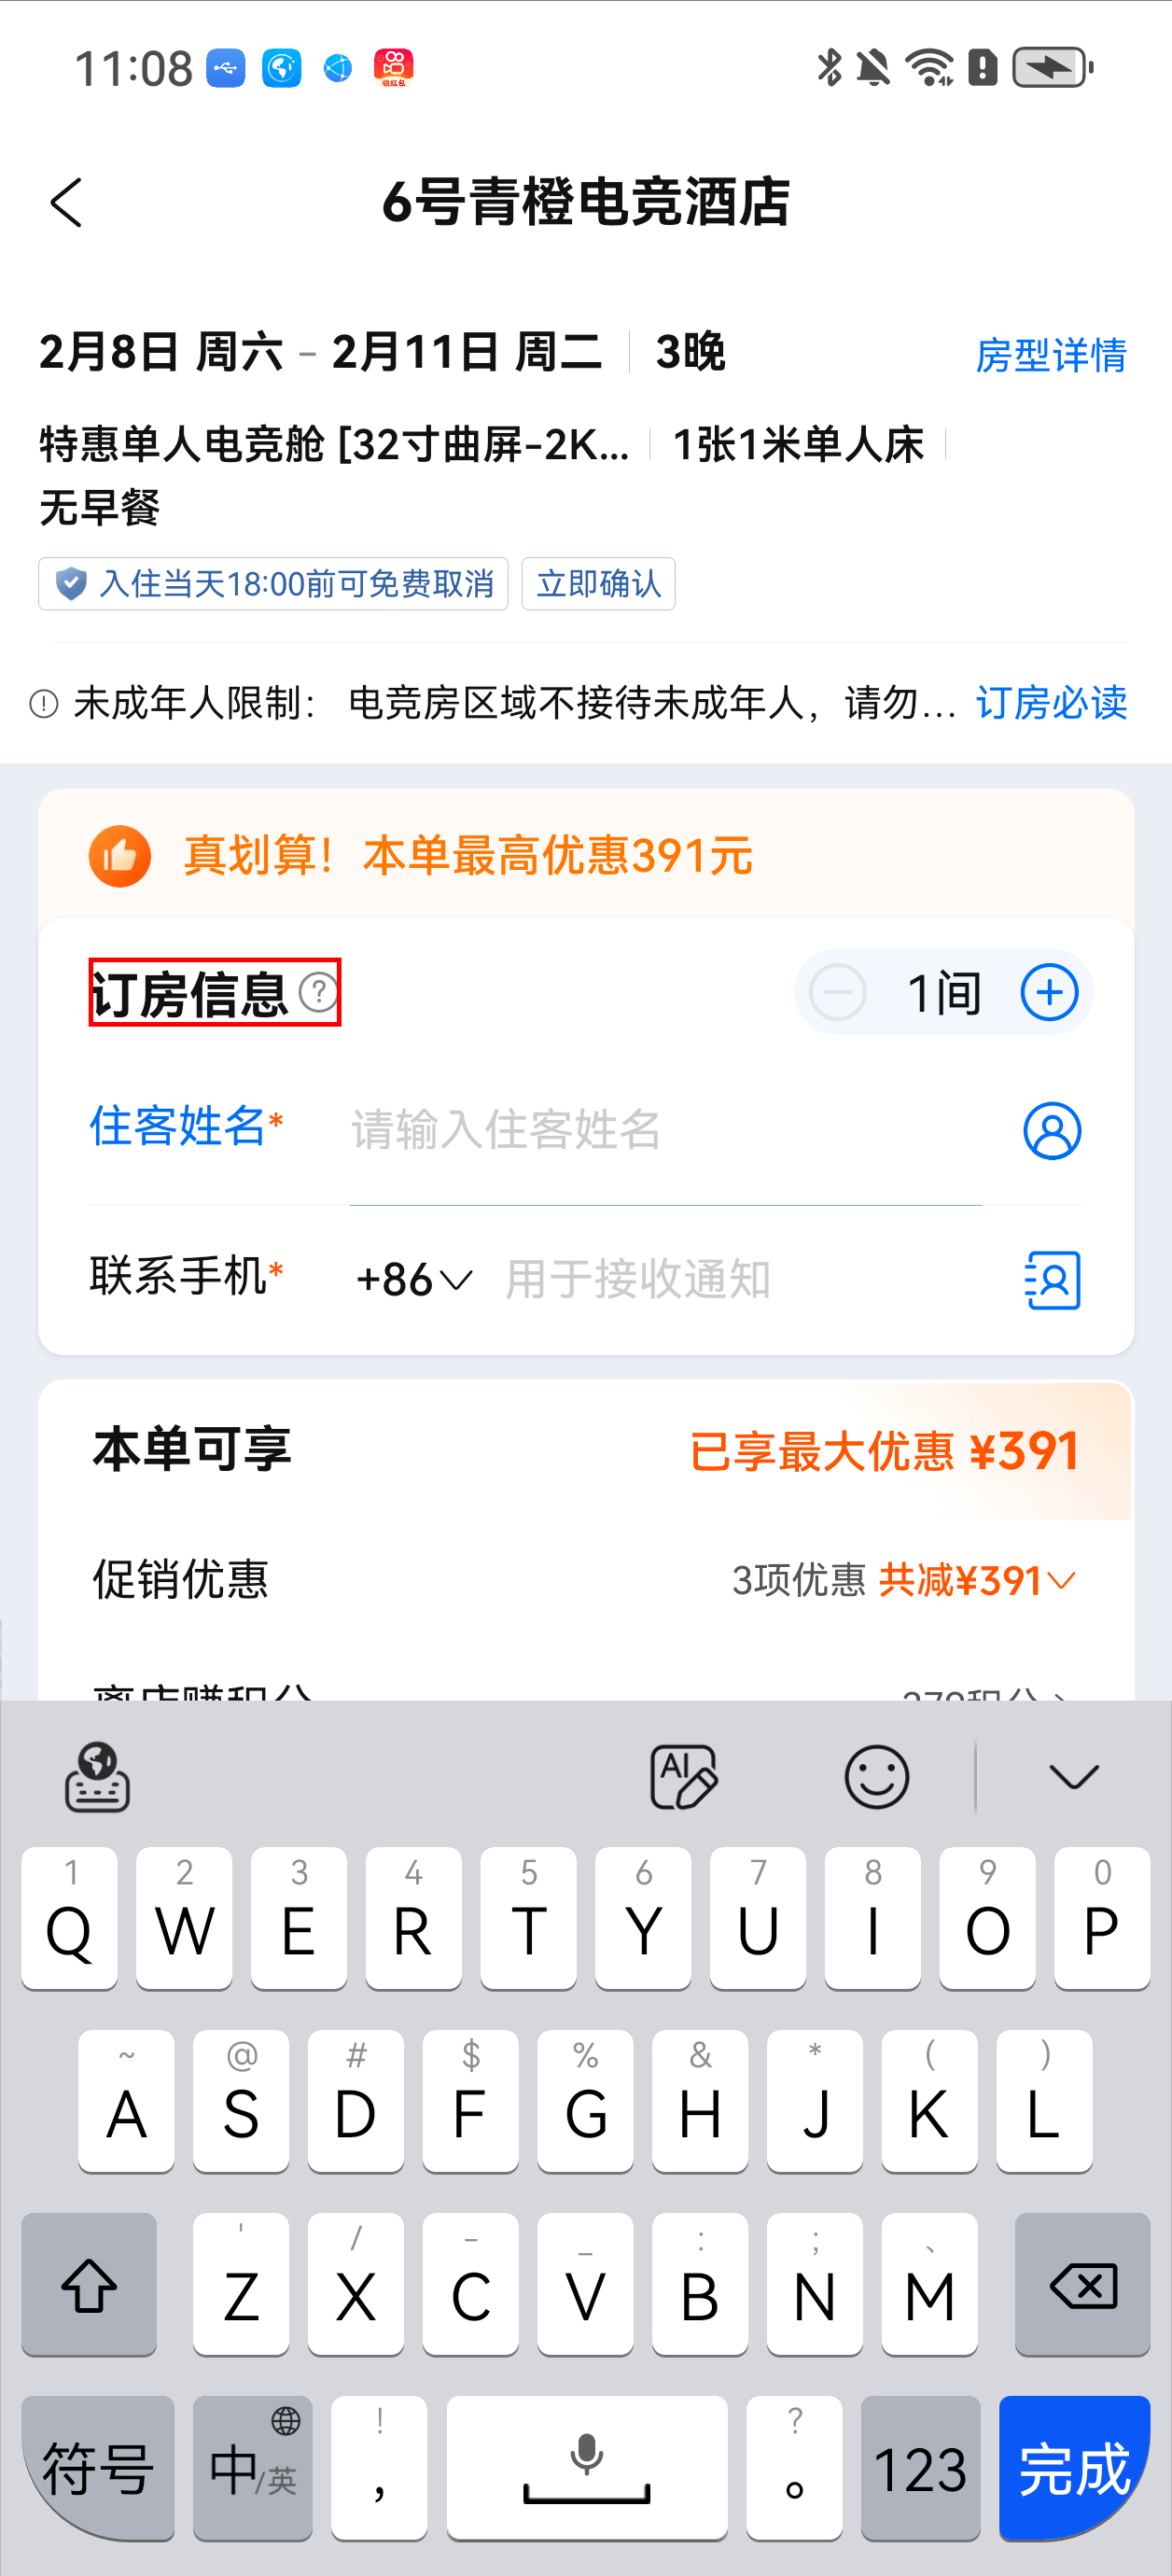 11:08
领红包
6号青橙电竞酒店
2月8日 周六 - 2月11日 周二 3晚 房型详情
特惠单人电竞舱 [32寸曲屏-2K... 1张1米单人床
无早餐
入住当天18:00前可免费取消 立即确认
未成年人限制： 电竞房区域不接待未成年人，请勿... 订房必读
真划算！本单最高优惠391元
订房信息? 1间
住客姓名* 请输入住客姓名
联系手机* +86 用于接收通知
本单可享 已享最大优惠 ¥391
促销优惠 3项优惠 共减¥391
AI
1 2 3 4 5 6 7 8 9 0
Q W E R T Y U I O P
~ @ # $ % & * ( )
A S D F G H J K L
' / - _ : ; 、
Z X C V B N M
符号 中/英 ! ， ? 。 123 完成